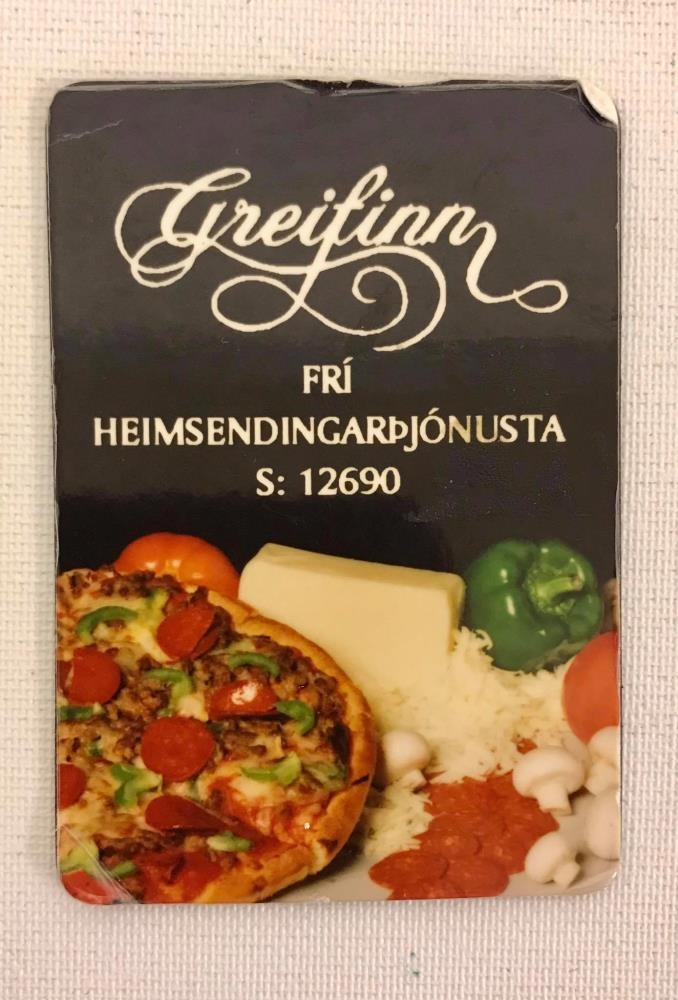 Greifinn
FRÍ
HEIMSENDINGARÞJÓNUSTA
S: 12690